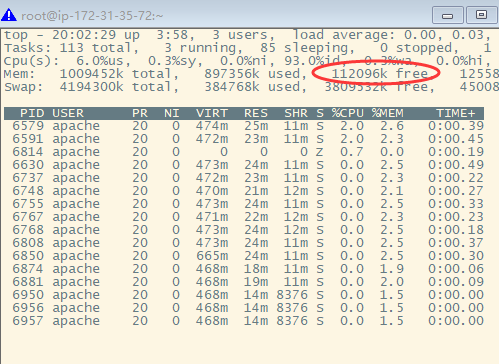 root@ip-172-31-35-72:~
top - 20:02:29 up 3:58, 3 users, load average: 0.00, 0.03,
Tasks: 113 total, 3 running, 85 sleeping, 0 stopped, 1
Cpu(s): 6.0%us, 0.3%sy, 0.0%ni, 93.0%id, 0.3%wa, 0.0%hi,
Mem: 1009452k total, 897356k used, 112096k free, 12558
Swap: 4194300k total, 384768k used, 3809532k free, 45008
PID USER PR NI VIRT RES SHR S %CPU %MEM TIME+
6579 apache 20 0 474m 25m 11m S 2.0 2.6 0:00.39
6591 apache 20 0 472m 23m 11m S 2.0 2.3 0:00.45
6814 apache 20 0 0 0 0 Z 0.7 0.0 0:00.19
6630 apache 20 0 473m 24m 11m S 0.0 2.5 0:00.49
6737 apache 20 0 472m 23m 11m S 0.0 2.3 0:00.22
6748 apache 20 0 470m 21m 12m S 0.0 2.1 0:00.27
6755 apache 20 0 473m 24m 11m S 0.0 2.5 0:00.33
6767 apache 20 0 471m 22m 12m S 0.0 2.3 0:00.23
6768 apache 20 0 473m 24m 12m S 0.0 2.5 0:00.18
6808 apache 20 0 473m 24m 11m S 0.0 2.5 0:00.37
6850 apache 20 0 665m 24m 11m S 0.0 2.5 0:00.30
6874 apache 20 0 468m 18m 11m S 0.0 1.9 0:00.06
6881 apache 20 0 468m 19m 11m S 0.0 2.0 0:00.09
6950 apache 20 0 468m 14m 8376 S 0.0 1.5 0:00.00
6956 apache 20 0 468m 14m 8376 S 0.0 1.5 0:00.00
6957 apache 20 0 468m 14m 8376 S 0.0 1.5 0:00.00